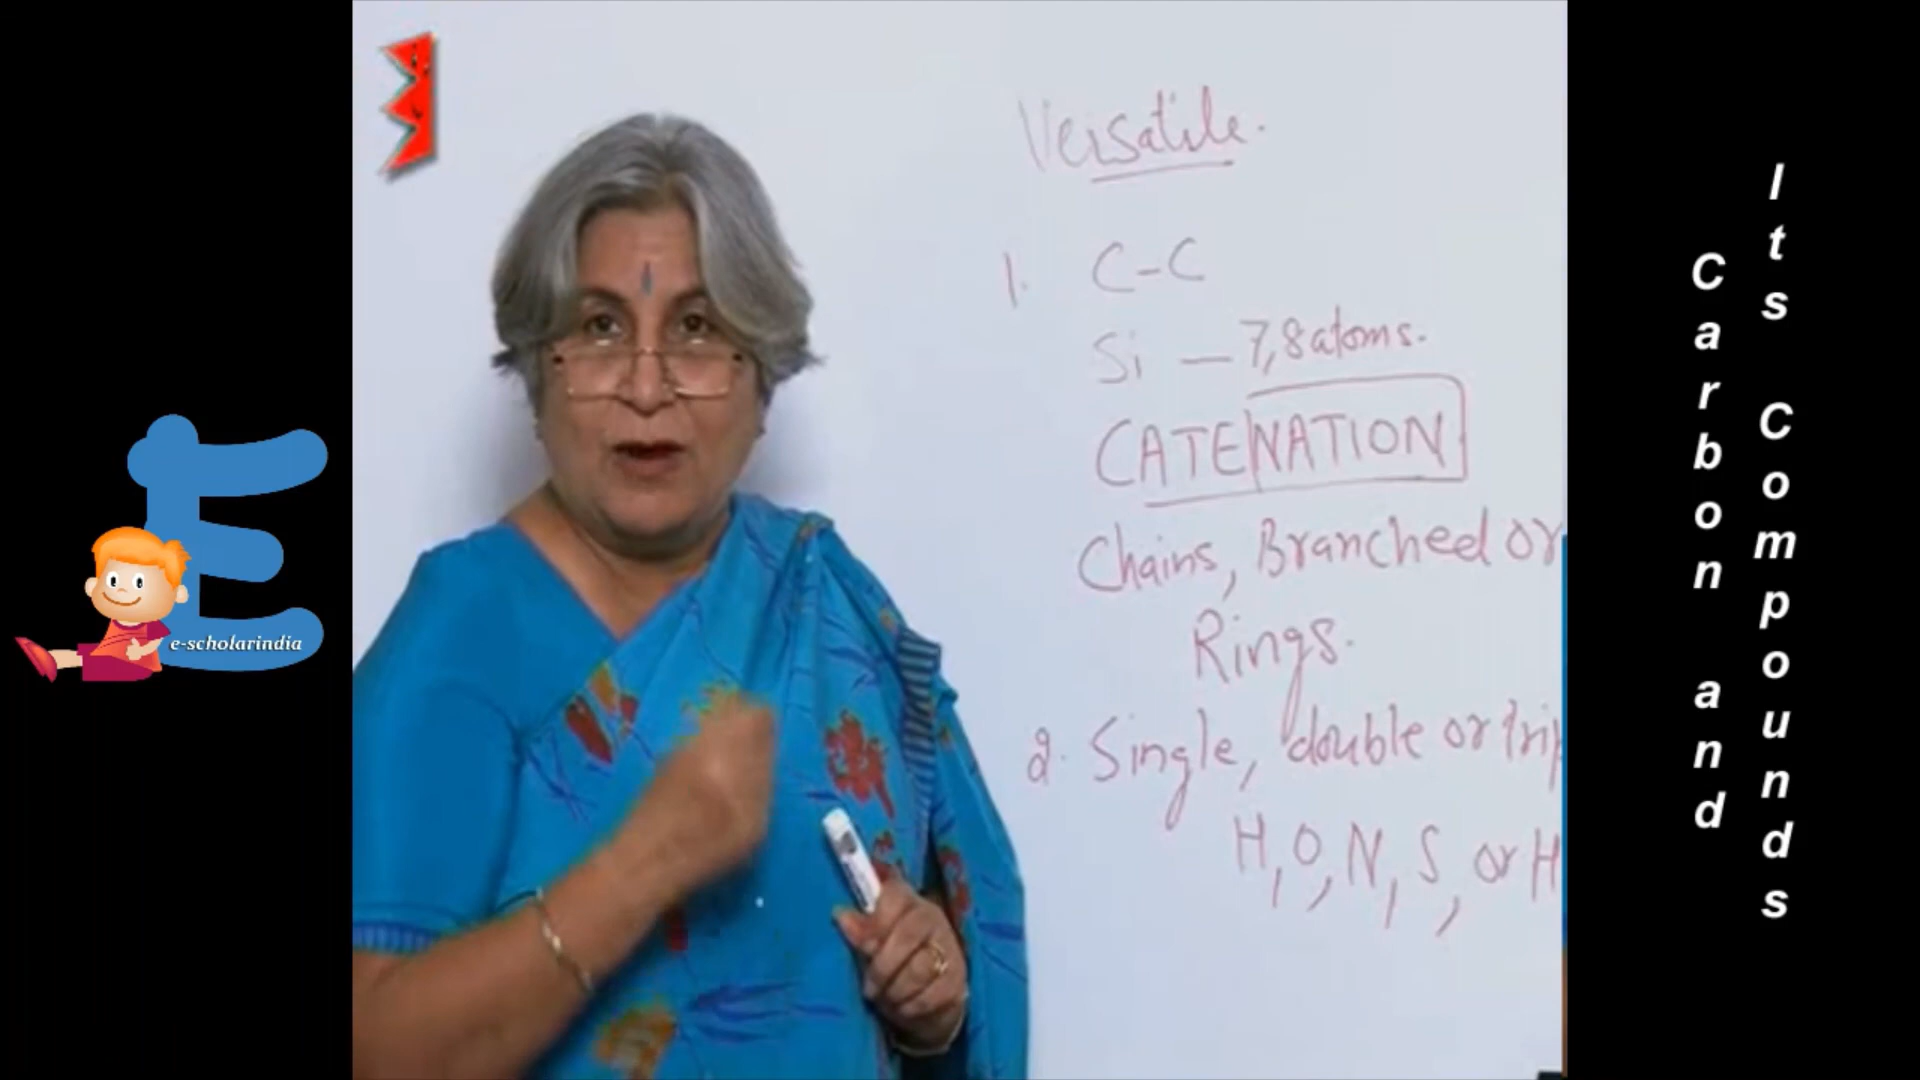 Versatile.
1. C-C
Si - 7,8 atoms.
CATENATION
Chains, Brancheed or
Rings.
2. Single, double or trip
H, O, N, S, or H
e-scholarindia
Carbon and
Its Compounds